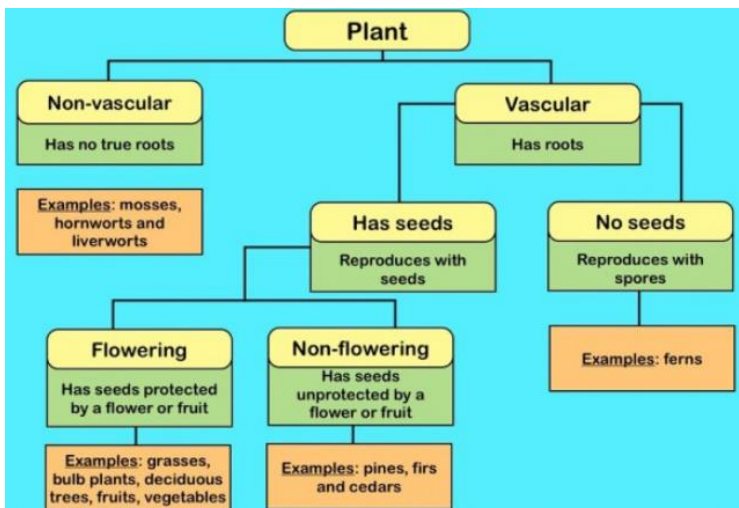 Plant
Non-vascular
Has no true roots
Examples: mosses,
hornworts and
liverworts
Vascular
Has roots
Has seeds
Reproduces with
seeds
No seeds
Reproduces with
spores
Examples: ferns
Flowering
Has seeds protected
by a flower or fruit
Examples: grasses,
bulb plants, deciduous
trees, fruits, vegetables
Non-flowering
Has seeds
unprotected by a
flower or fruit
Examples: pines, firs
and cedars